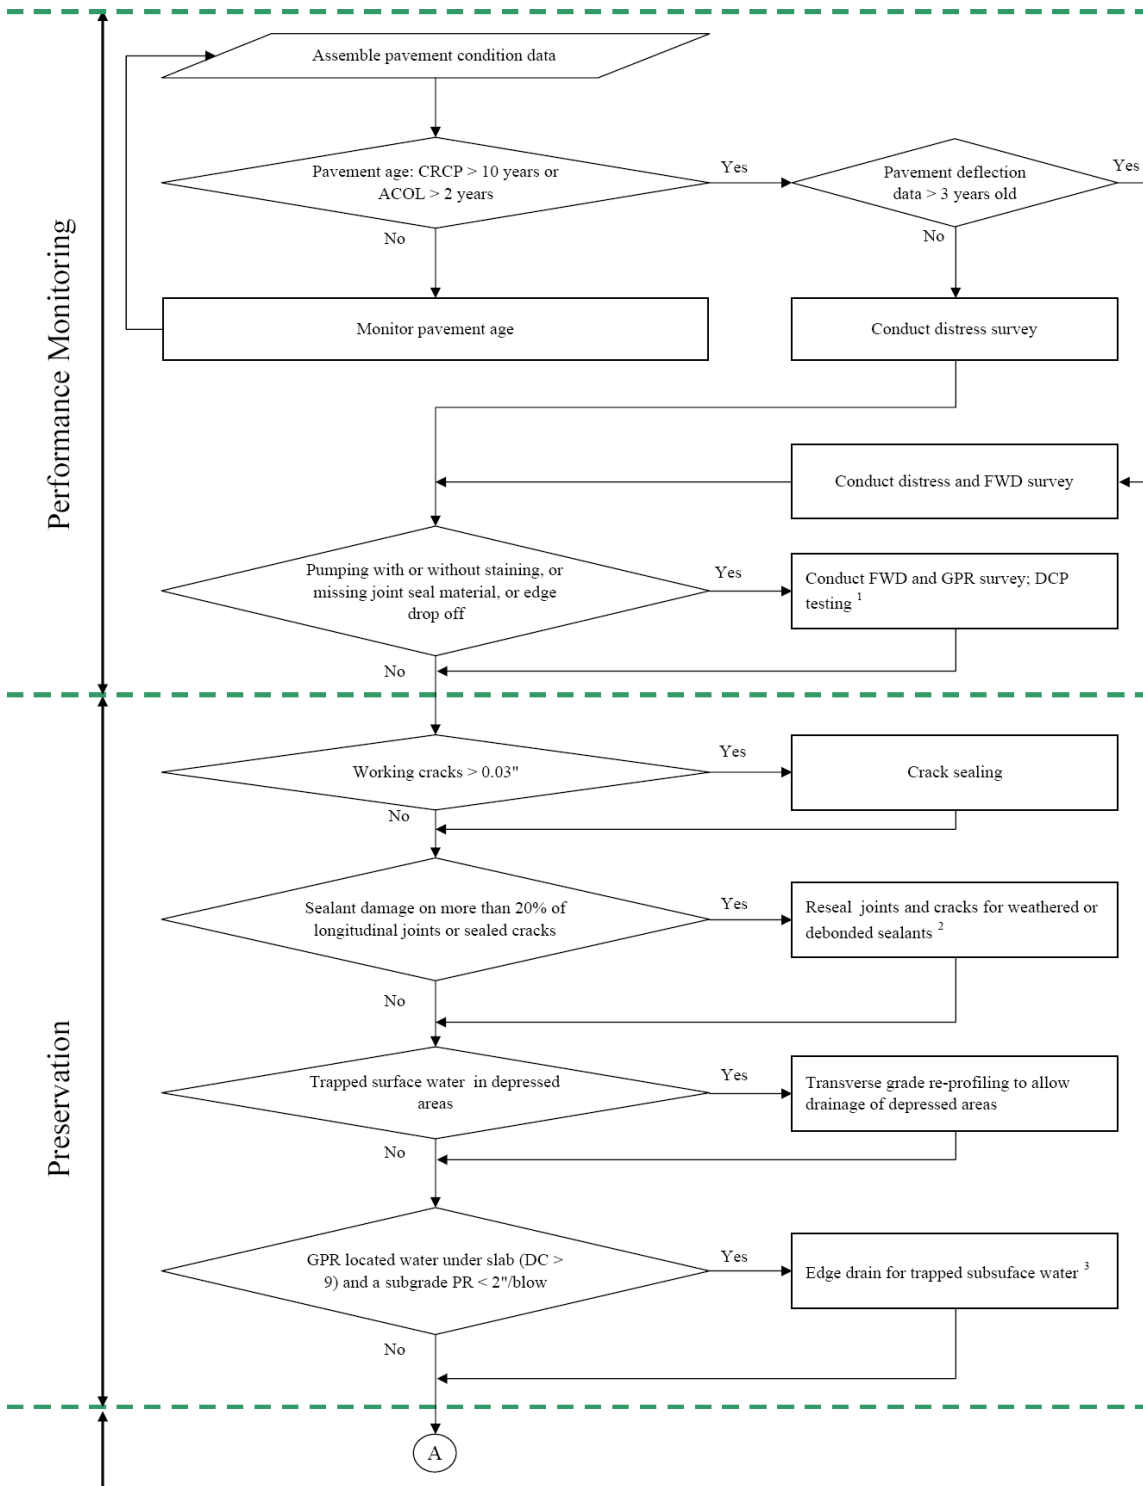 Performance Monitoring
Assemble pavement condition data
Pavement age: CRCP > 10 years or
ACOL > 2 years
Yes
Pavement deflection
data > 3 years old
Yes
No
No
Monitor pavement age
Conduct distress survey
Conduct distress and FWD survey
Pumping with or without staining, or
missing joint seal material, or edge
drop off
Yes
Conduct FWD and GPR survey; DCP
testing 1
No
Preservation
Working cracks > 0.03"
Yes
Crack sealing
No
Sealant damage on more than 20% of
longitudinal joints or sealed cracks
Yes
Reseal joints and cracks for weathered or
debonded sealants 2
No
Trapped surface water in depressed
areas
Yes
Transverse grade re-profiling to allow
drainage of depressed areas
No
GPR located water under slab (DC >
9) and a subgrade PR < 2"/blow
Yes
Edge drain for trapped subsuface water 3
No
A